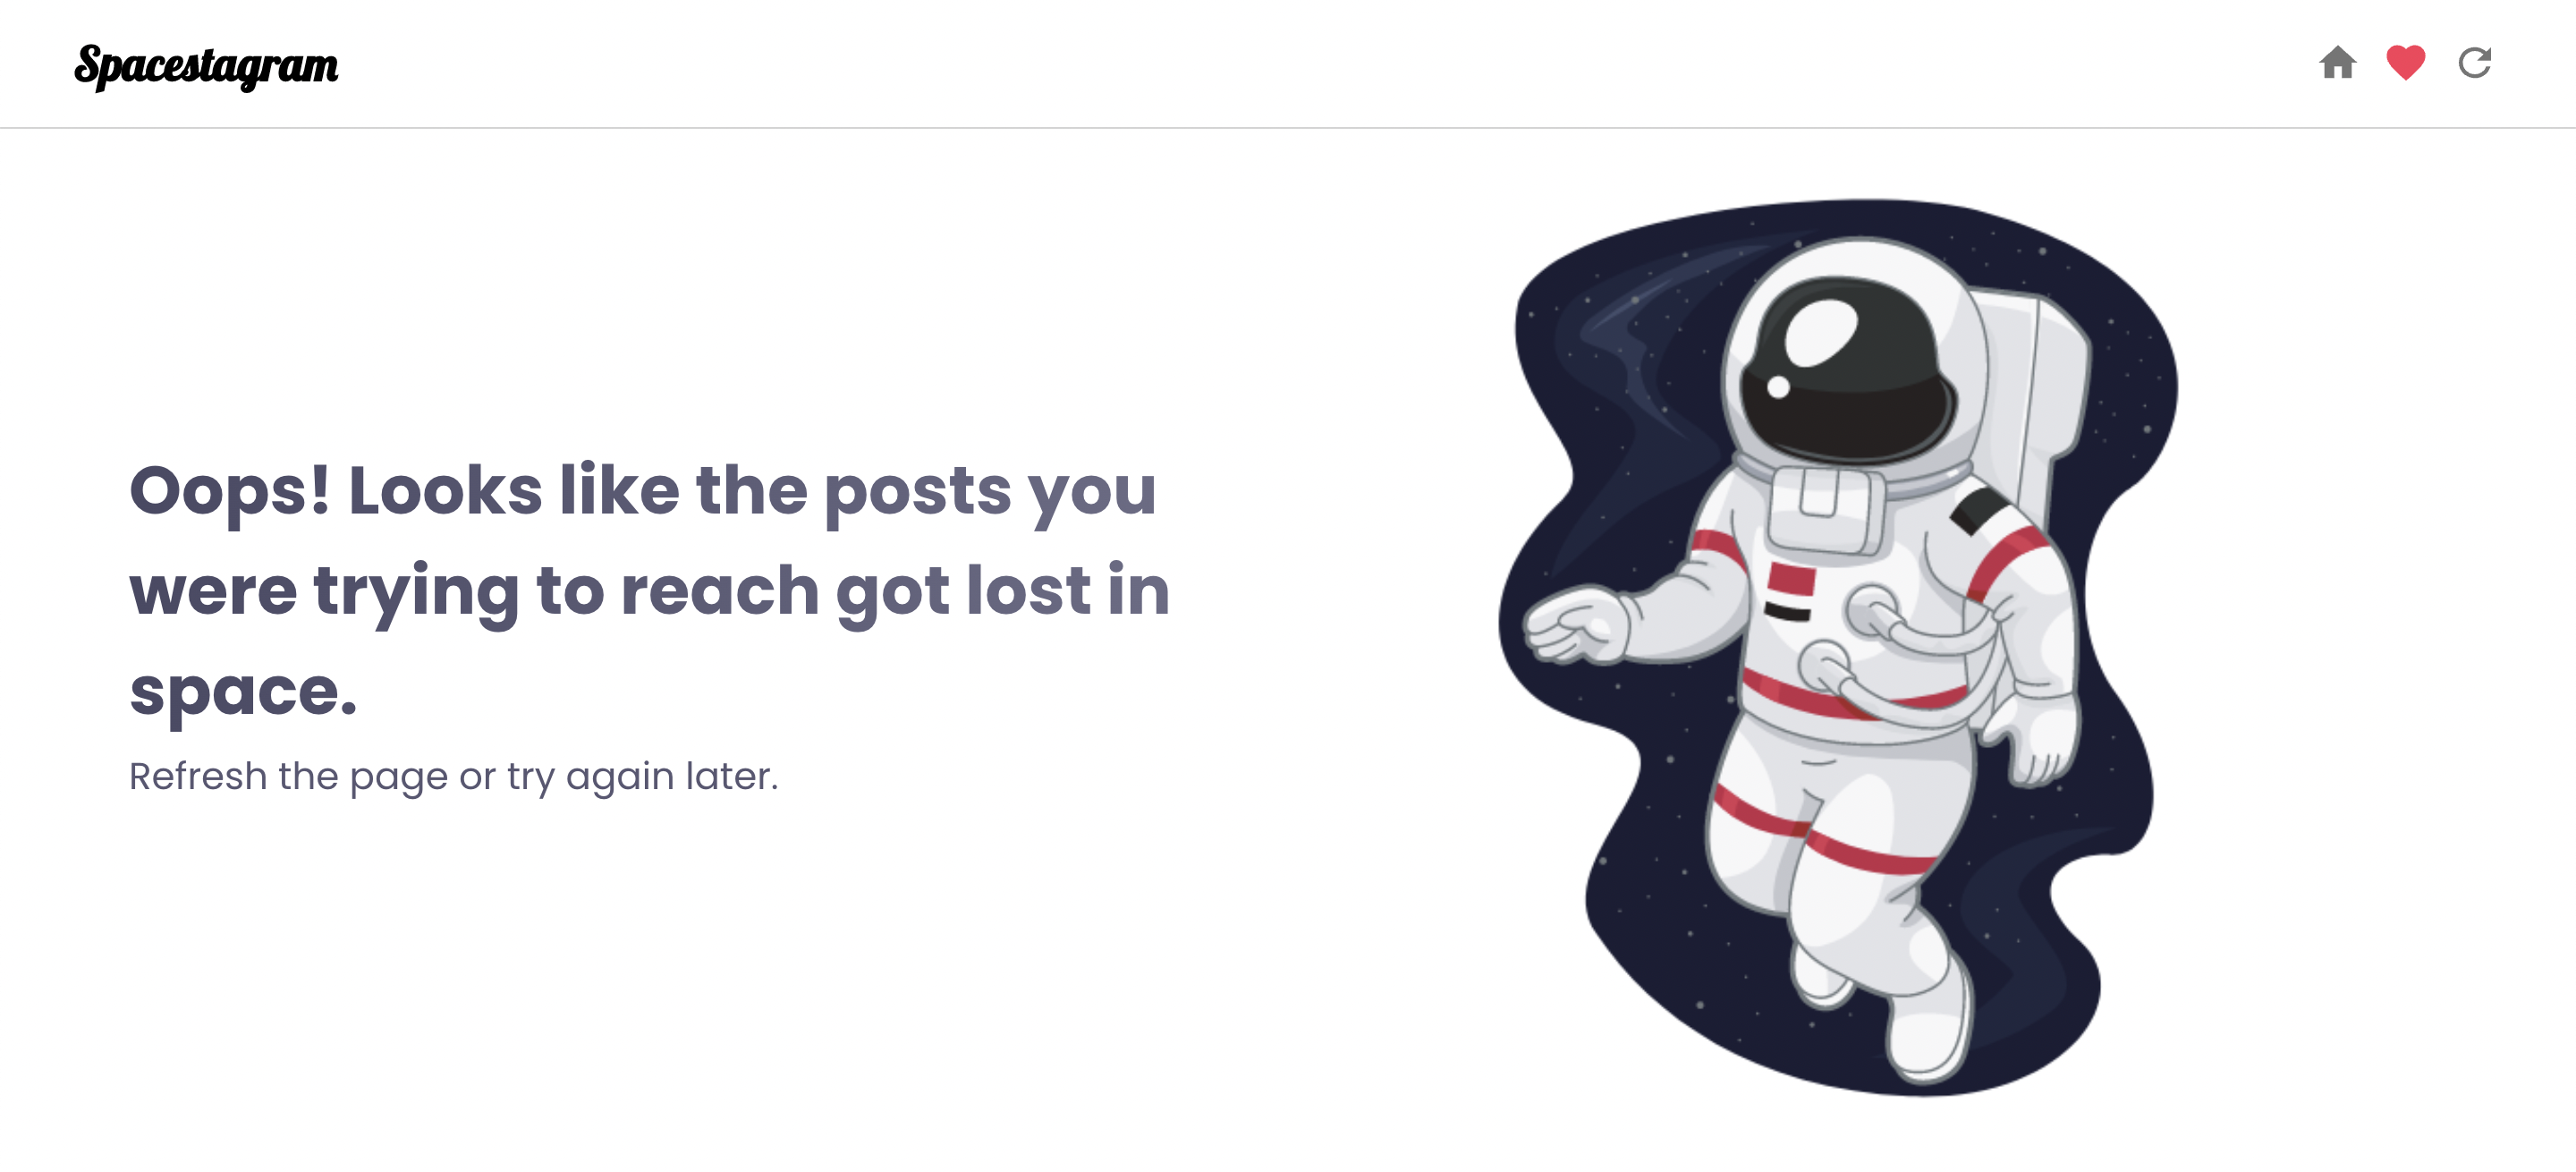 Spacestagram
Oops! Looks like the posts you
were trying to reach got lost in
space.
Refresh the page or try again later.